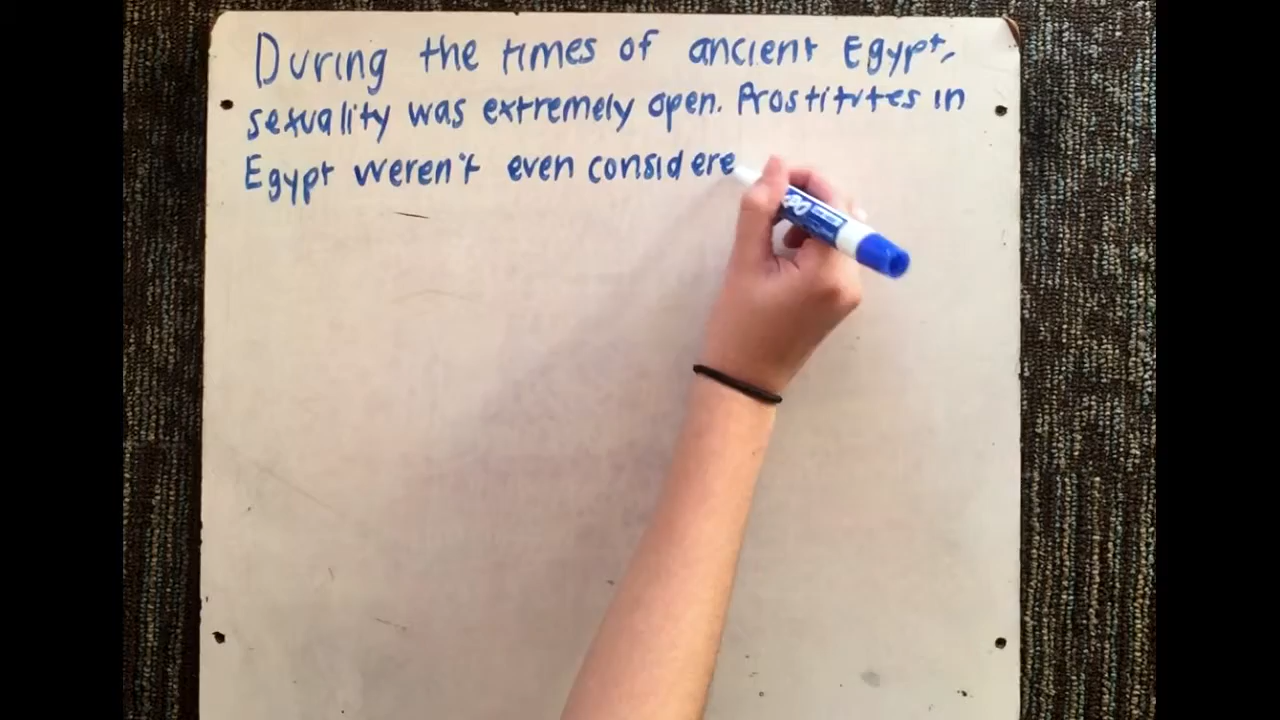 During the times of ancient Egypt,
sexuality was extremely open. Prostitutes in
Egypt weren't even considere